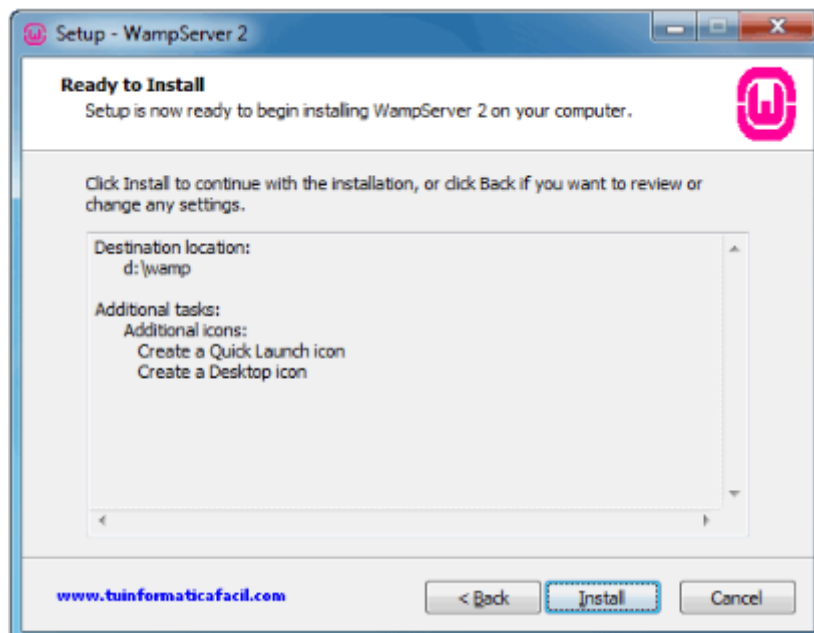 Setup - WampServer 2
Ready to Install
Setup is now ready to begin installing WampServer 2 on your computer.
Click Install to continue with the installation, or click Back if you want to review or
change any settings.
Destination location:
d:\wamp
Additional tasks:
Additional icons:
Create a Quick Launch icon
Create a Desktop icon
www.tuinformaticafacil.com
< Back
Install
Cancel